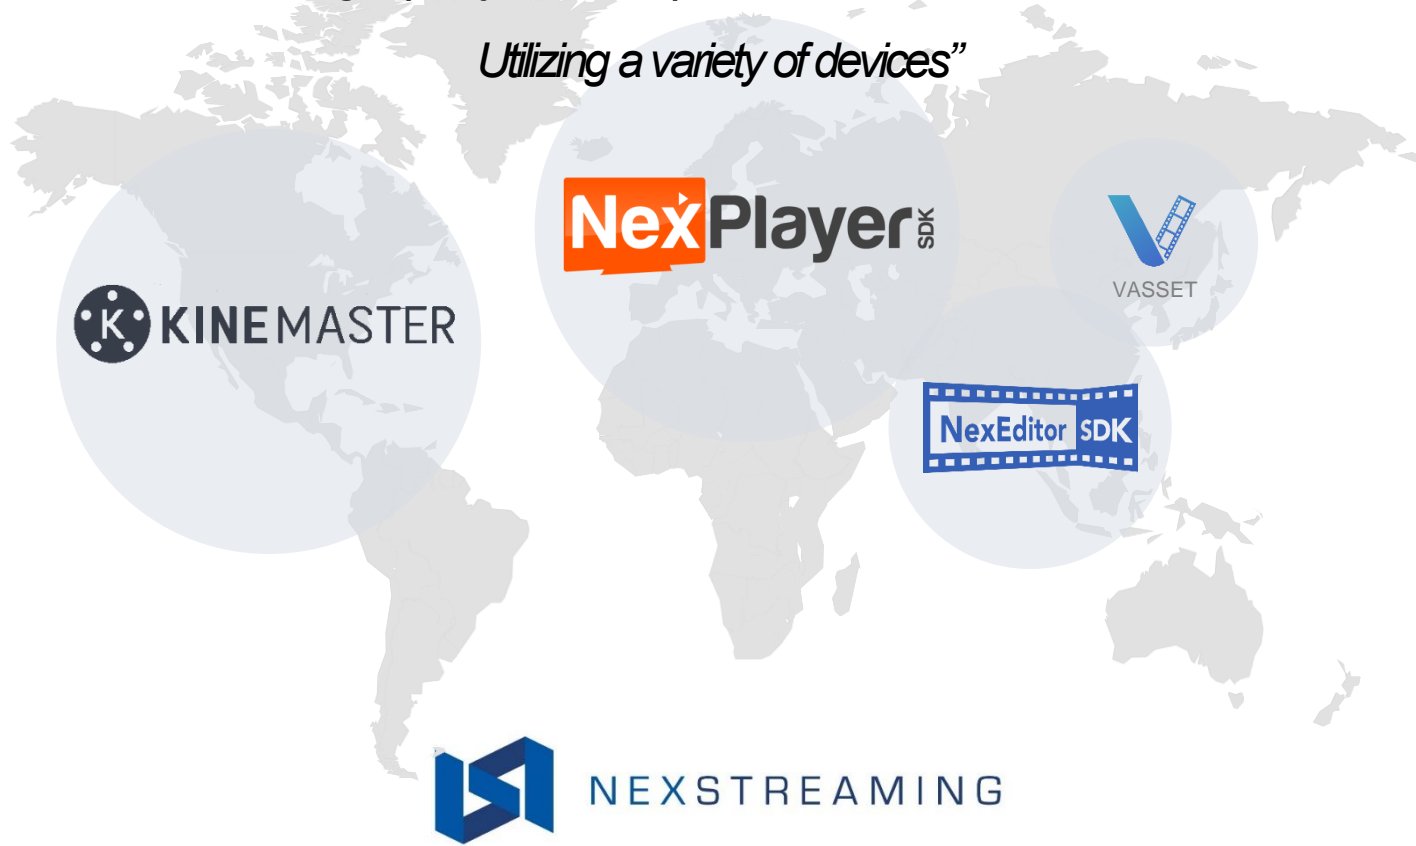 Utilizing a variety of devices”
NexPlayer SDK
VASSET
K KINEMASTER
NexEditor SDK
NEXSTREAMING